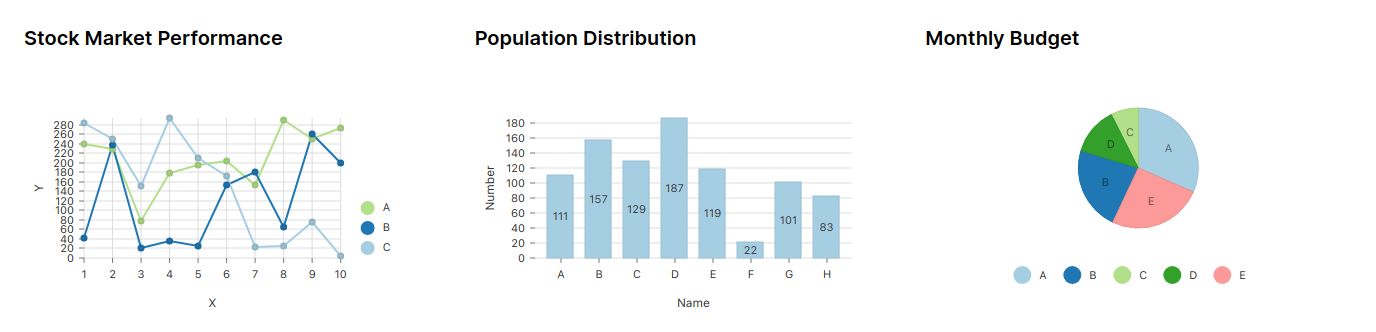 Stock Market Performance
Y
280
260
240
220
200
180
160
140
120
100
80
60
40
20
0
1 2 3 4 5 6 7 8 9 10
X
A
B
C
Population Distribution
Number
180
160
140
120
100
80
60
40
20
0
111 157 129 187 119 22 101 83
A B C D E F G H
Name
Monthly Budget
A
B
C
D
E
A B C D E